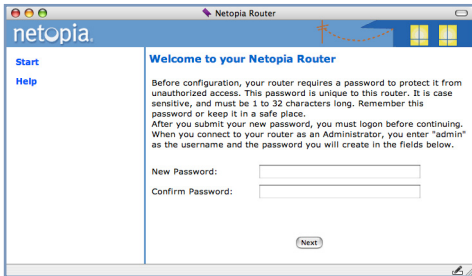 Netopia Router
netopia.
Start
Help
Welcome to your Netopia Router
Before configuration, your router requires a password to protect it from
unauthorized access. This password is unique to this router. It is case
sensitive, and must be 1 to 32 characters long. Remember this
password or keep it in a safe place.
After you submit your new password, you must logon before continuing.
When you connect to your router as an Administrator, you enter "admin"
as the username and the password you will create in the fields below.
New Password:
Confirm Password:
Next